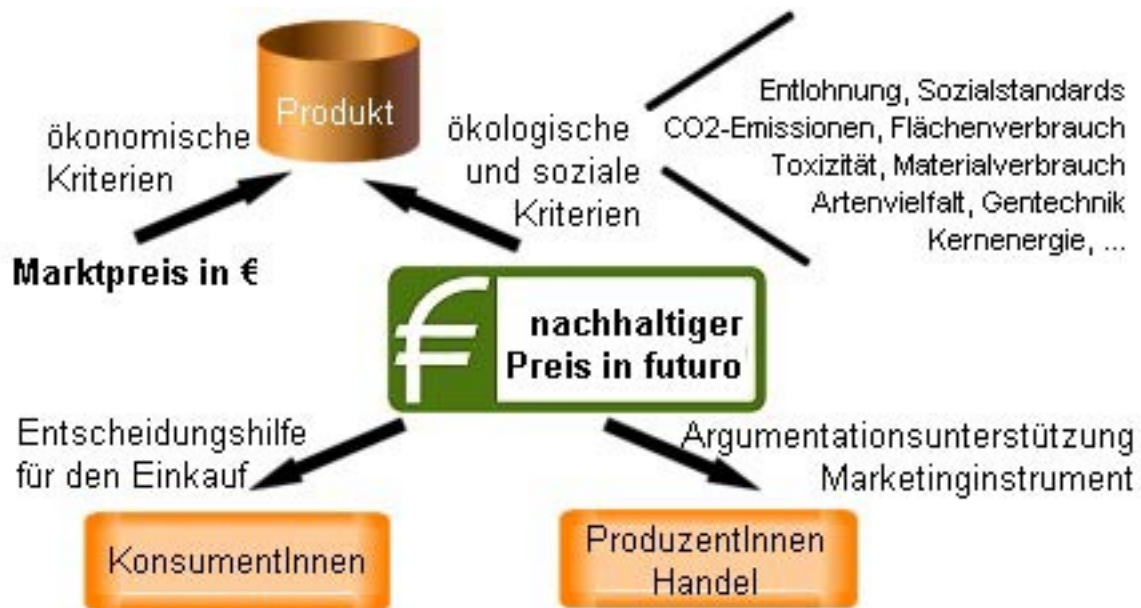 Produkt
ökonomische
Kriterien
ökologische
und soziale
Kriterien
Entlohnung, Sozialstandards
CO2-Emissionen, Flächenverbrauch
Toxizität, Materialverbrauch
Artenvielfalt, Gentechnik
Kernenergie, ...
Marktpreis in €
nachhaltiger
Preis in futuro
Entscheidungshilfe
für den Einkauf
Argumentationsunterstützung
Marketinginstrument
KonsumentInnen
ProduzentInnen
Handel